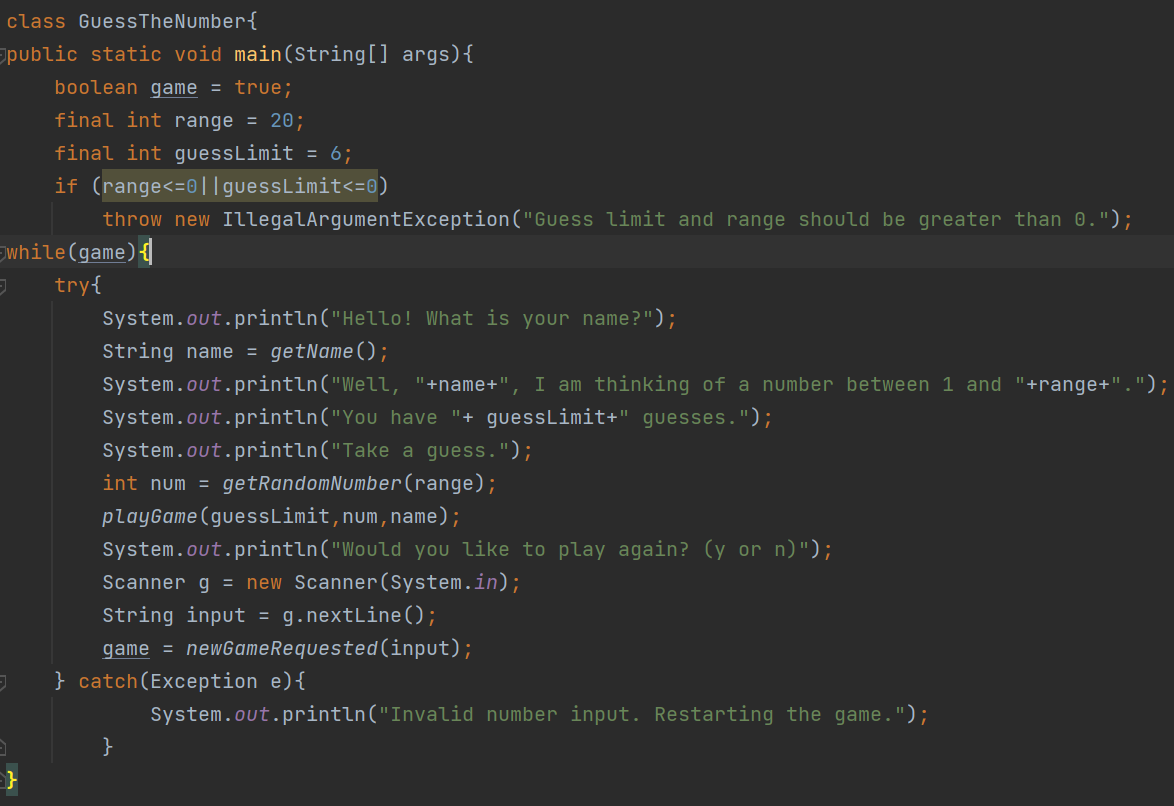 class GuessTheNumber{
public static void main(String[] args){
    boolean game = true;
    final int range = 20;
    final int guessLimit = 6;
    if (range<=0||guessLimit<=0)
        throw new IllegalArgumentException("Guess limit and range should be greater than 0.");
while(game){
    try{
        System.out.println("Hello! What is your name?");
        String name = getName();
        System.out.println("Well, "+name+", I am thinking of a number between 1 and "+range+".");
        System.out.println("You have "+ guessLimit+" guesses.");
        System.out.println("Take a guess.");
        int num = getRandomNumber(range);
        playGame(guessLimit,num,name);
        System.out.println("Would you like to play again? (y or n)");
        Scanner g = new Scanner(System.in);
        String input = g.nextLine();
        game = newGameRequested(input);
    } catch(Exception e){
            System.out.println("Invalid number input. Restarting the game.");
        }
}